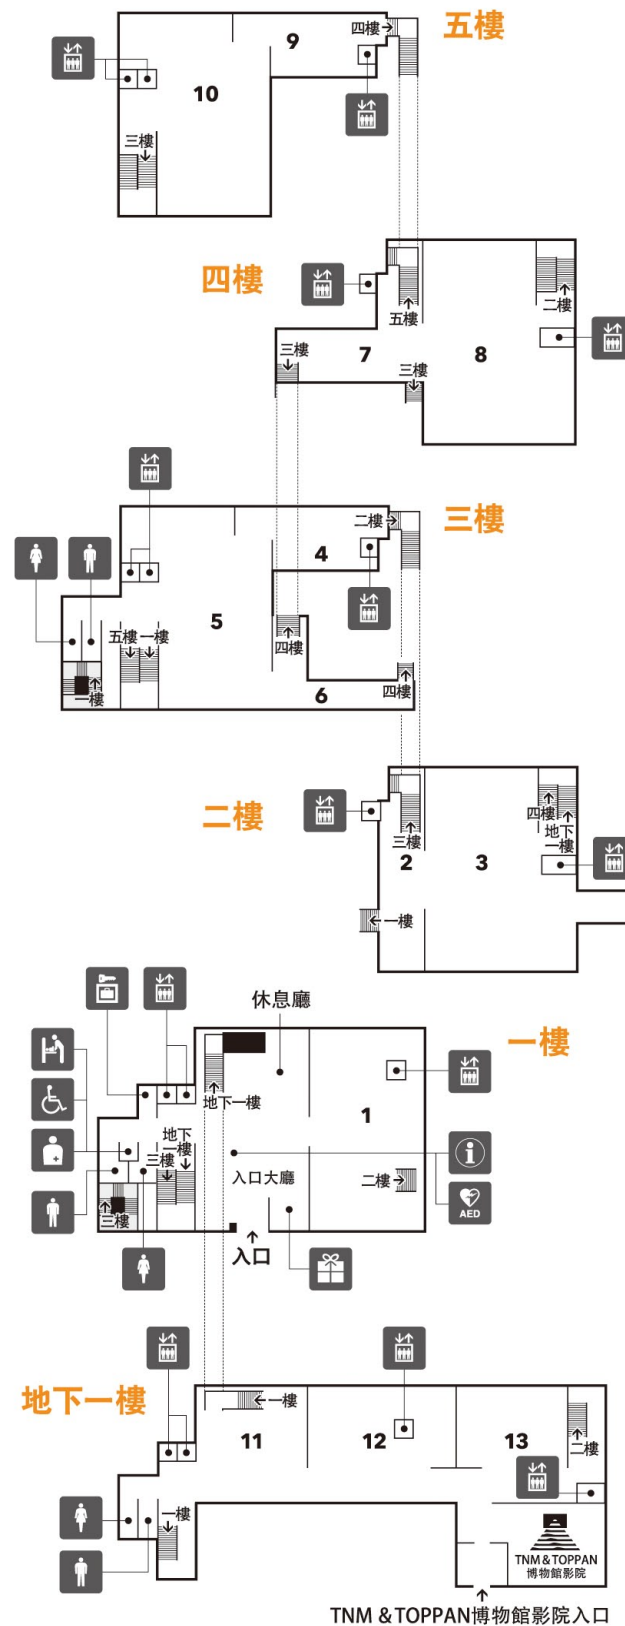 五樓
四樓
9
10
三樓
四樓
五樓
二樓
三樓
7
8
三樓
三樓
二樓
4
5
五樓
一樓
四樓
一樓
四樓
6
二樓
四樓
地下
一樓
三樓
2
3
一樓
一樓
休息廳
地下一樓
1
地下
一樓
三樓
入口大廳
二樓
三樓
AED
入口
地下一樓
一樓
11
12
13
二樓
一樓
TNM & TOPPAN
博物館影院
TNM & TOPPAN博物館影院入口